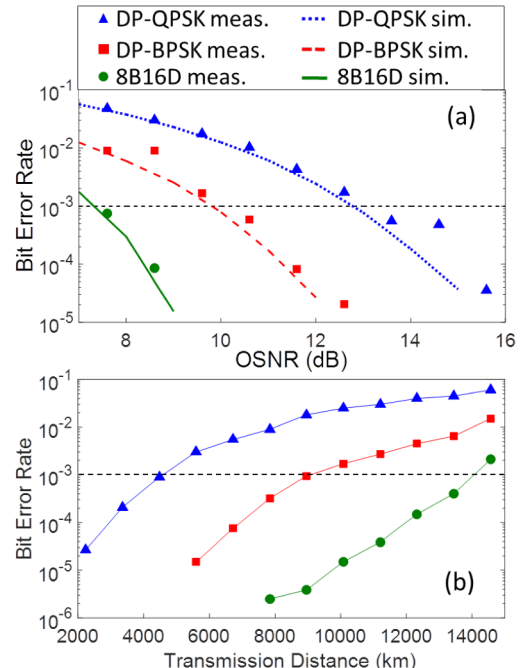 DP-QPSK meas. DP-QPSK sim.
DP-BPSK meas. DP-BPSK sim.
8B16D meas. 8B16D sim.
(a)
Bit Error Rate
10⁻¹
10⁻²
10⁻³
10⁻⁴
10⁻⁵
8 10 12 14 16
OSNR (dB)
Bit Error Rate
10⁻¹
10⁻²
10⁻³
10⁻⁴
10⁻⁵
10⁻⁶
(b)
2000 4000 6000 8000 10000 12000 14000
Transmission Distance (km)